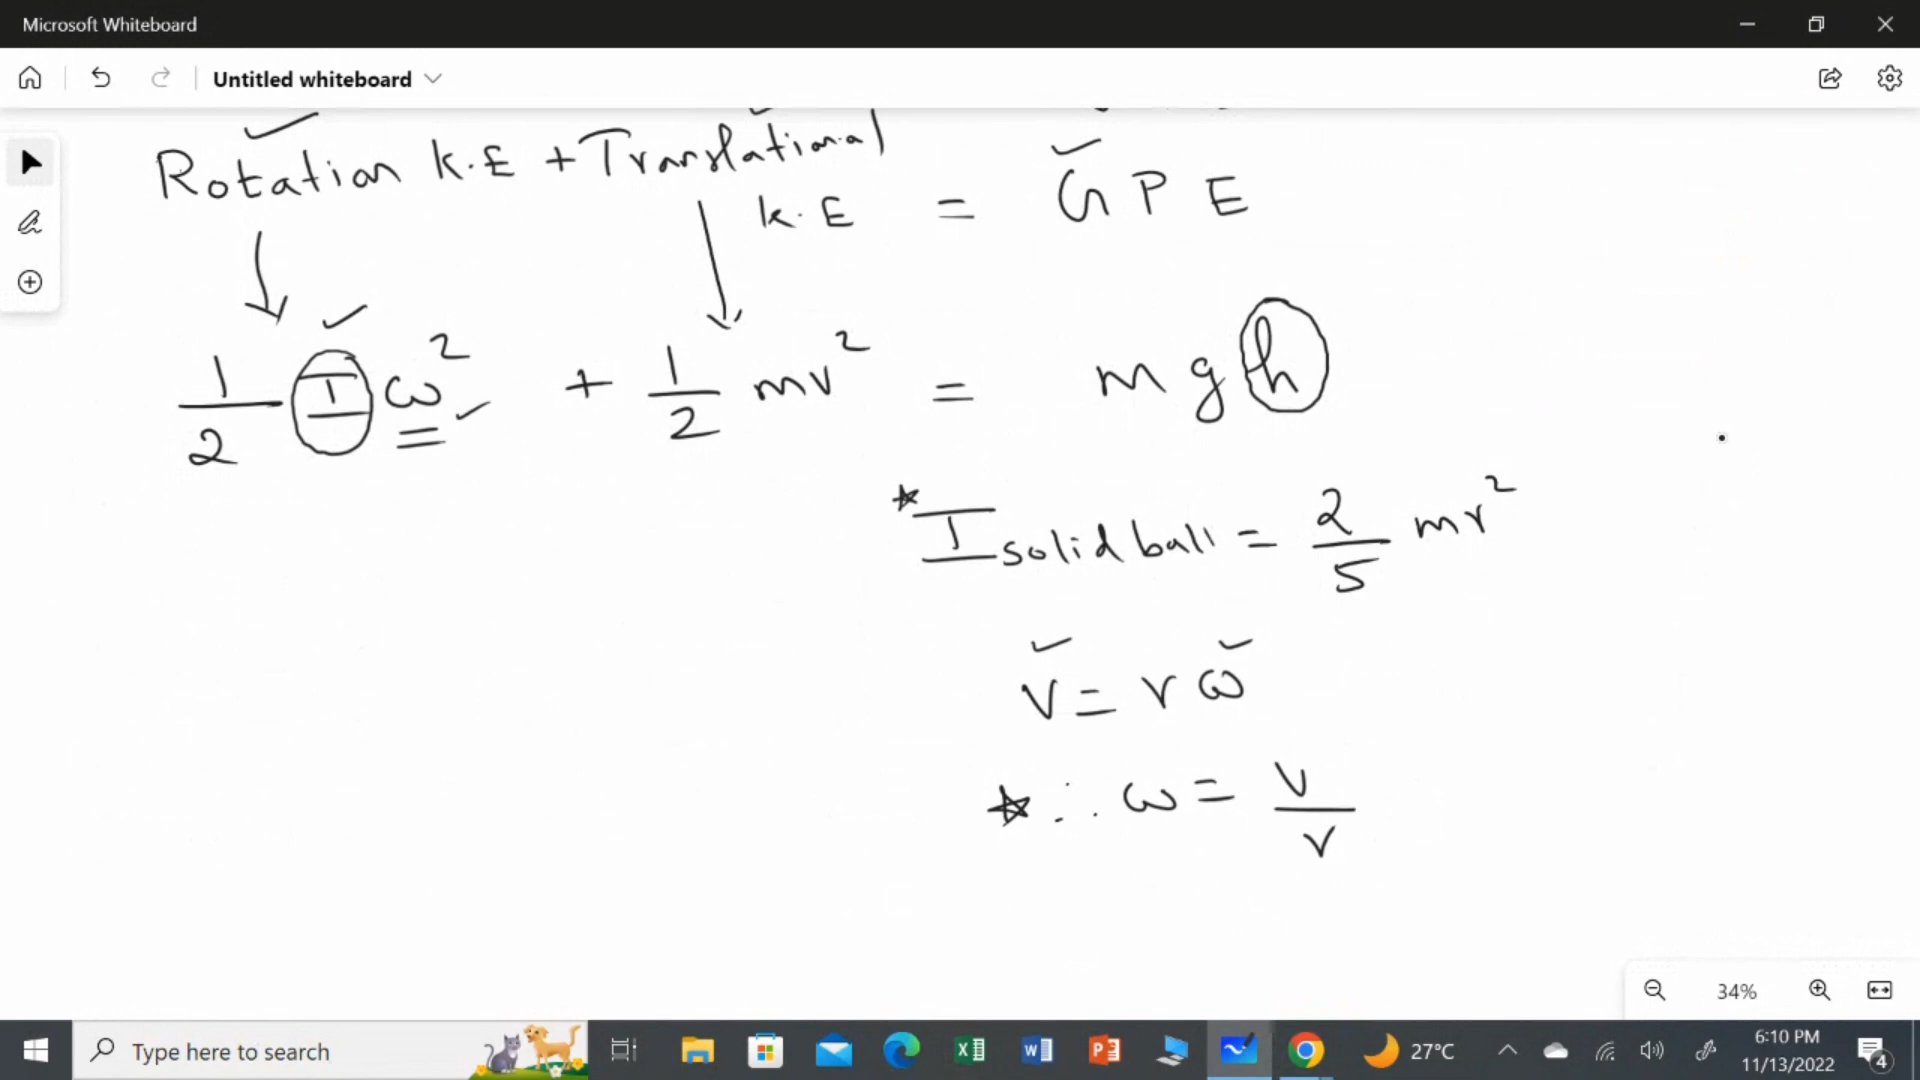 Microsoft Whiteboard
Untitled whiteboard
Rotation K.E + Translational
K.E = GPE
1/2 I ω² + 1/2 mv² = mgh
*I solid ball = 2/5 mr²
v = rω
* ∴ ω = v/r
34%
Type here to search
27°C
6:10 PM
11/13/2022
4